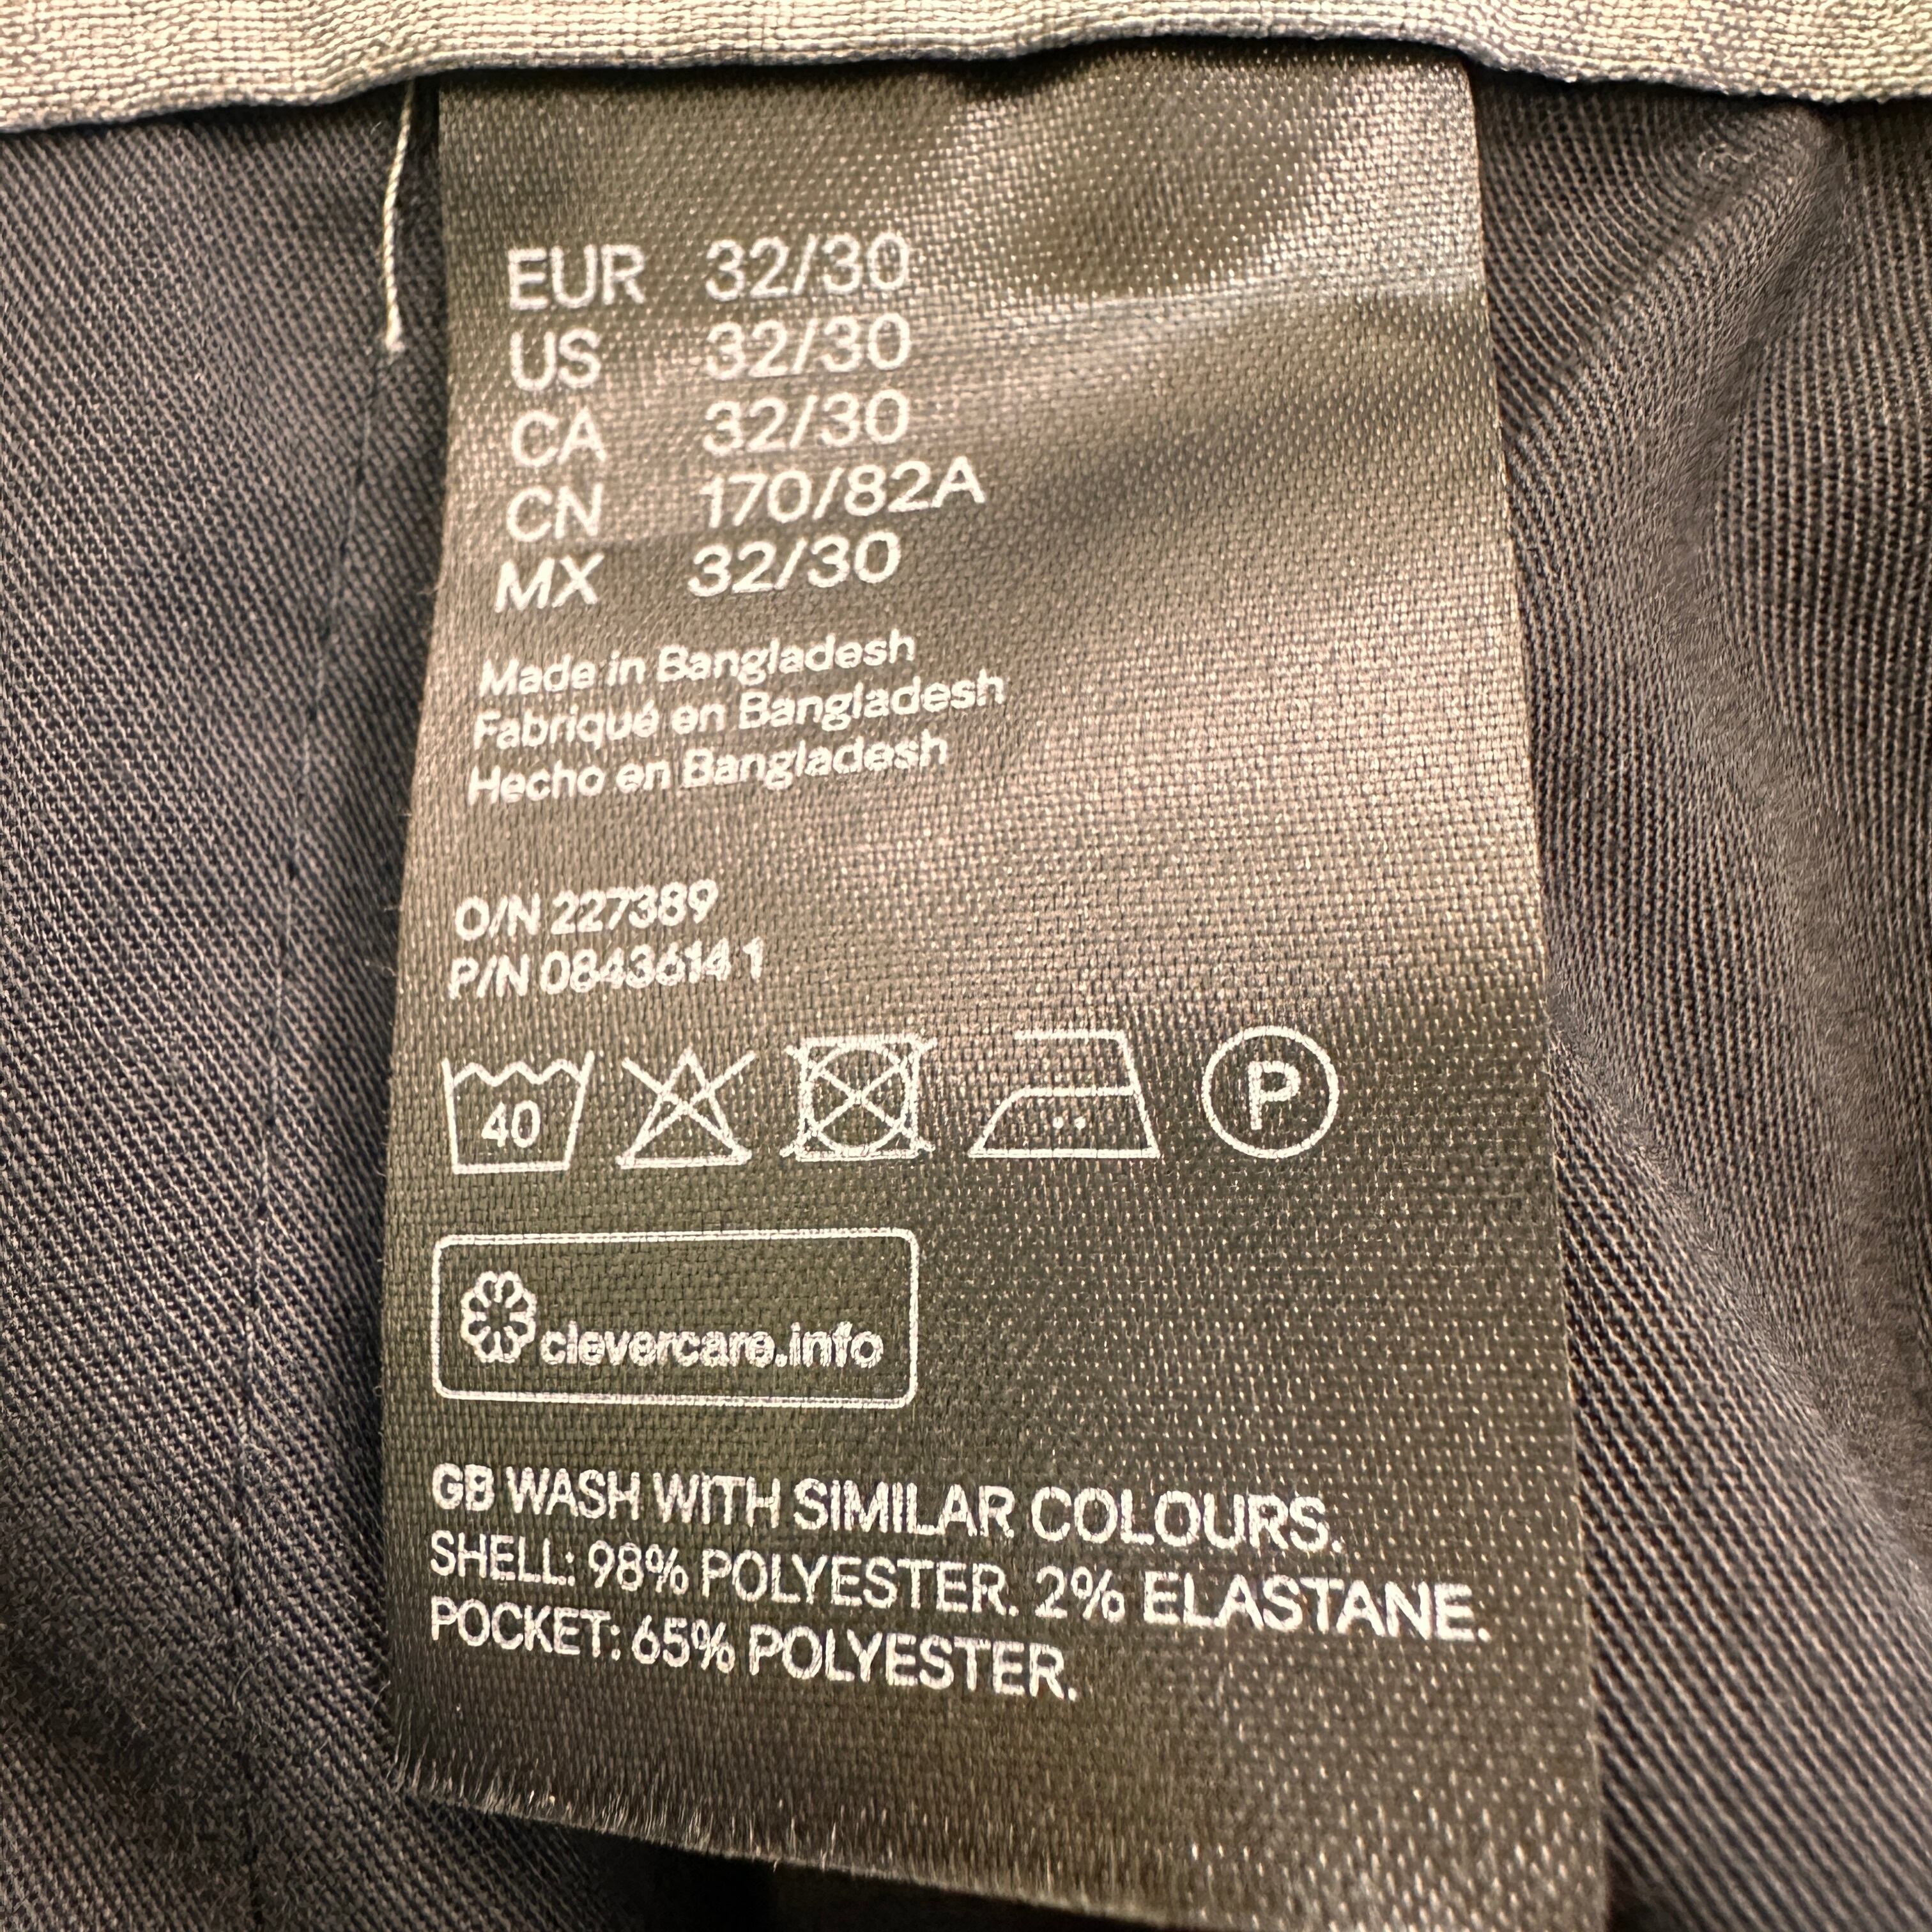 EUR 32/30
US 32/30
CA 32/30
CN 170/82A
MX 32/30
Made in Bangladesh
Fabriqué en Bangladesh
Hecho en Bangladesh
O/N 227389
P/N 08436141
40
P
clevercare.info
GB WASH WITH SIMILAR COLOURS.
SHELL: 98% POLYESTER. 2% ELASTANE.
POCKET: 65% POLYESTER.